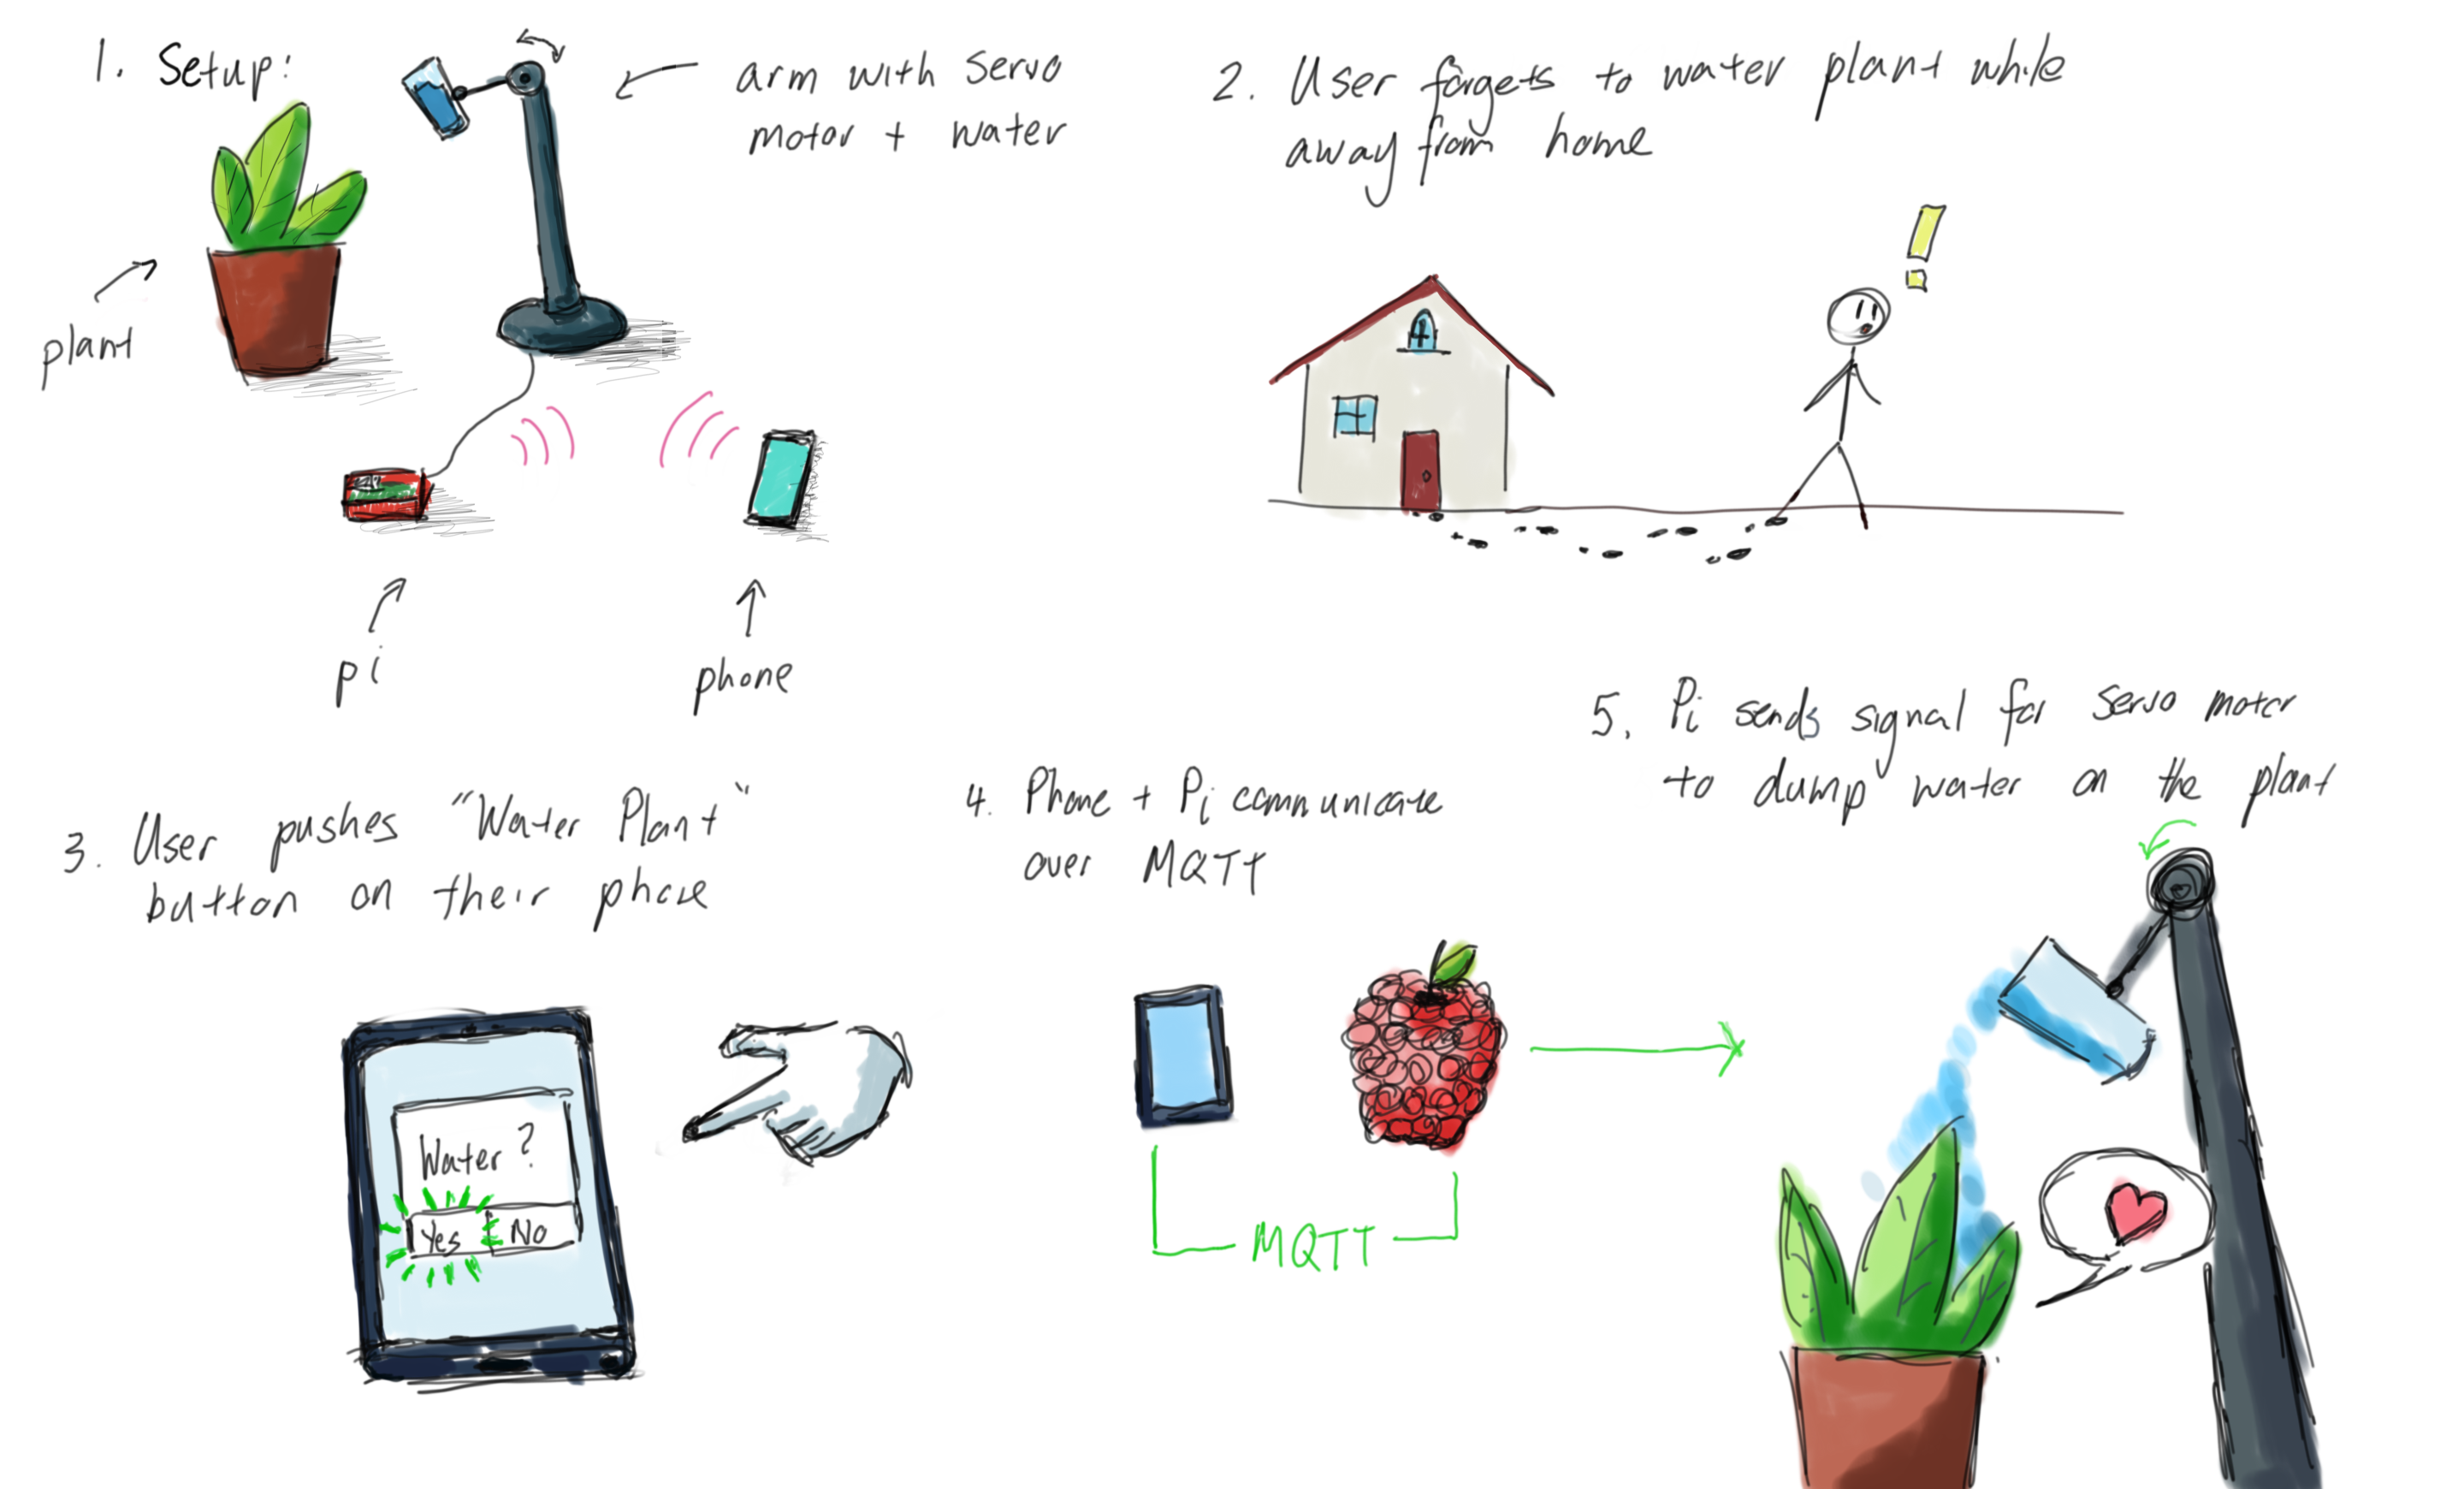 1. Setup:
arm with servo
motor + water
plant
pi
phone
2. User forgets to water plant while
away from home
3. User pushes "Water Plant"
button on their phone
Water?
Yes No
4. Phone + Pi communicate
over MQTT
MQTT
5. Pi sends signal for servo motor
to dump water on the plant